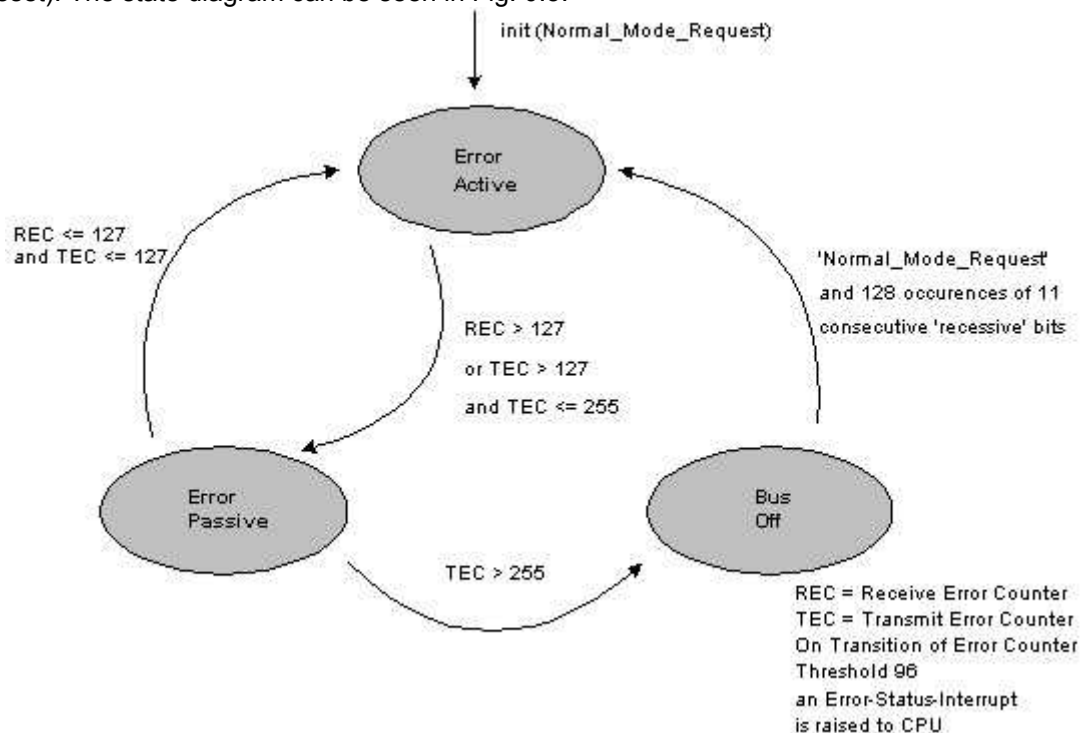 init (Normal_Mode_Request)
Error
Active
REC <= 127
and TEC <= 127
'Normal_Mode_Request'
and 128 occurences of 11
consecutive 'recessive' bits
REC > 127
or TEC > 127
and TEC <= 255
Error
Passive
Bus
Off
TEC > 255
REC = Receive Error Counter
TEC = Transmit Error Counter
On Transition of Error Counter
Threshold 96
an Error-Status-Interrupt
is raised to CPU